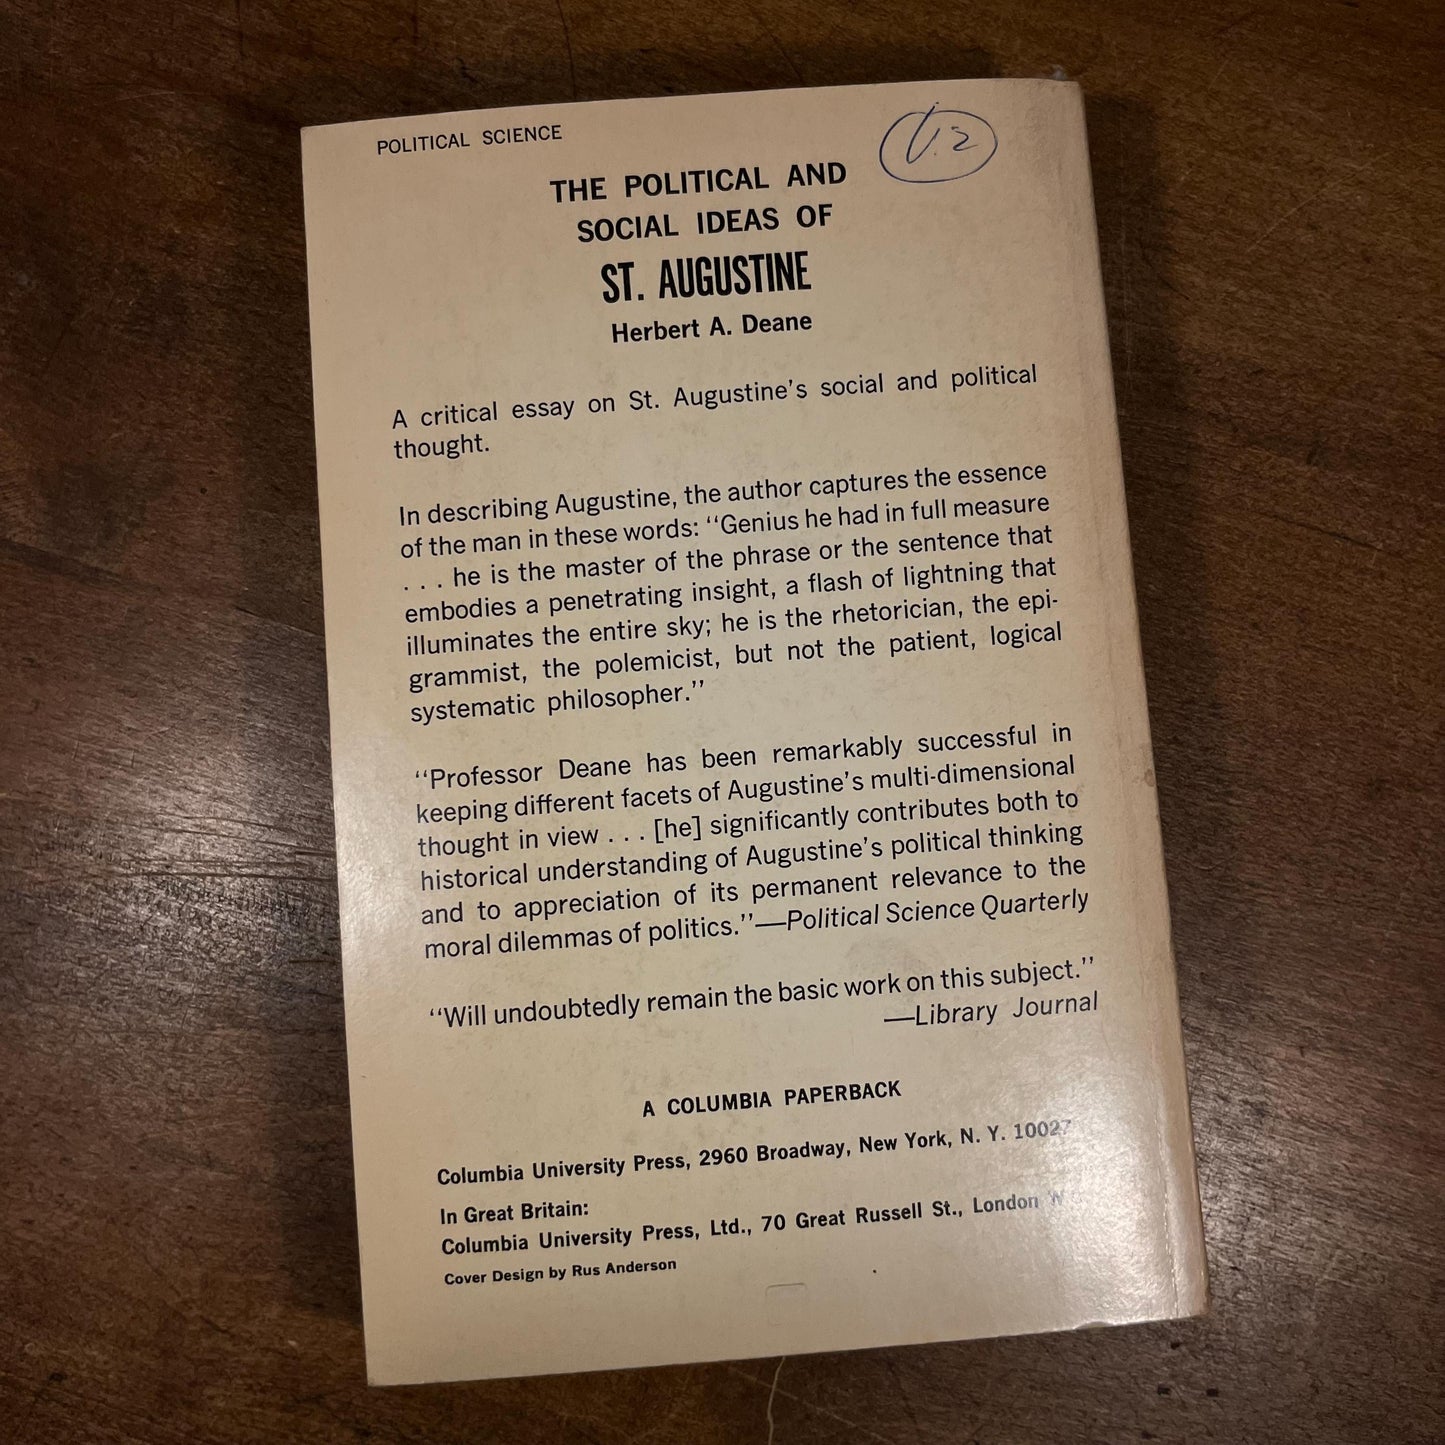 POLITICAL SCIENCE
THE POLITICAL AND
SOCIAL IDEAS OF
ST. AUGUSTINE
Herbert A. Deane
A critical essay on St. Augustine's social and political
thought.
In describing Augustine, the author captures the essence
of the man in these words: "Genius he had in full measure
. . . he is the master of the phrase or the sentence that
embodies a penetrating insight, a flash of lightning that
illuminates the entire sky; he is the rhetorician, the epi-
grammist, the polemicist, but not the patient, logical
systematic philosopher."
"Professor Deane has been remarkably successful in
keeping different facets of Augustine's multi-dimensional
thought in view . . . [he] significantly contributes both to
historical understanding of Augustine's political thinking
and to appreciation of its permanent relevance to the
moral dilemmas of politics."—Political Science Quarterly
"Will undoubtedly remain the basic work on this subject."
—Library Journal
A COLUMBIA PAPERBACK
Columbia University Press, 2960 Broadway, New York, N. Y. 10027
In Great Britain:
Columbia University Press, Ltd., 70 Great Russell St., London
Cover Design by Rus Anderson